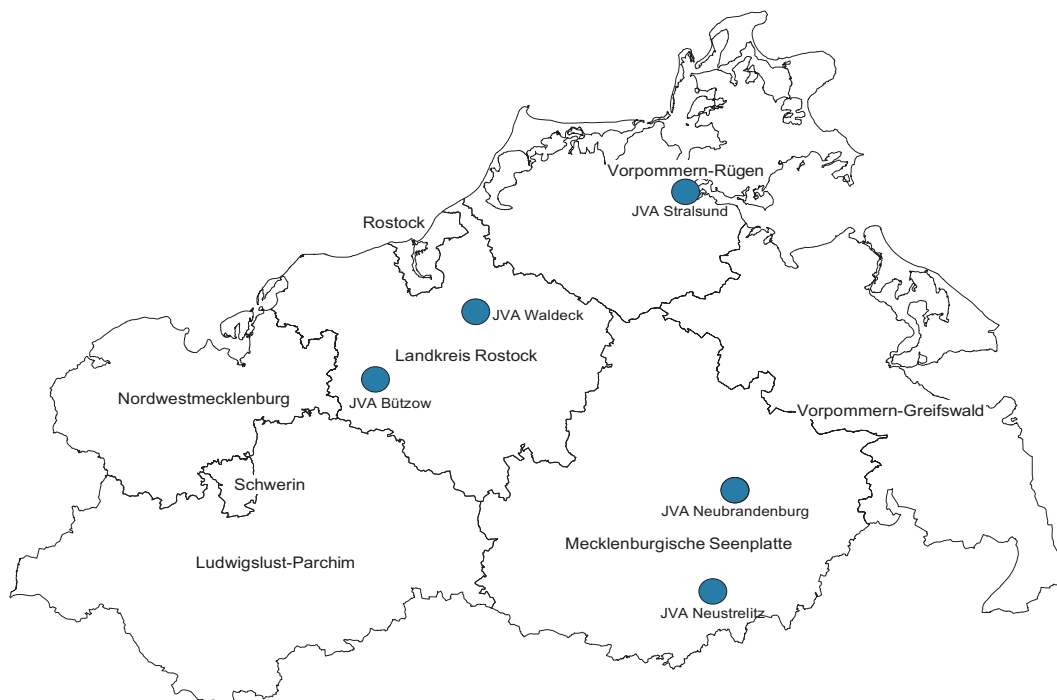 Vorpommern-Rügen
JVA Stralsund
Rostock
JVA Waldeck
Landkreis Rostock
JVA Bützow
Nordwestmecklenburg
Vorpommern-Greifswald
Schwerin
JVA Neubrandenburg
Mecklenburgische Seenplatte
Ludwigslust-Parchim
JVA Neustrelitz